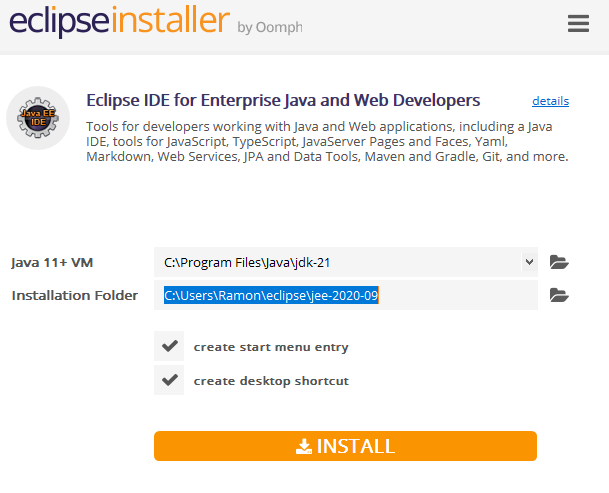 eclipseinstaller by Oomph
Java EE
IDE
Eclipse IDE for Enterprise Java and Web Developers details
Tools for developers working with Java and Web applications, including a Java
IDE, tools for JavaScript, TypeScript, JavaServer Pages and Faces, Yaml,
Markdown, Web Services, JPA and Data Tools, Maven and Gradle, Git, and more.
Java 11+ VM C:\Program Files\Java\jdk-21
Installation Folder C:\Users\Ramon\eclipse\jee-2020-09
create start menu entry
create desktop shortcut
INSTALL